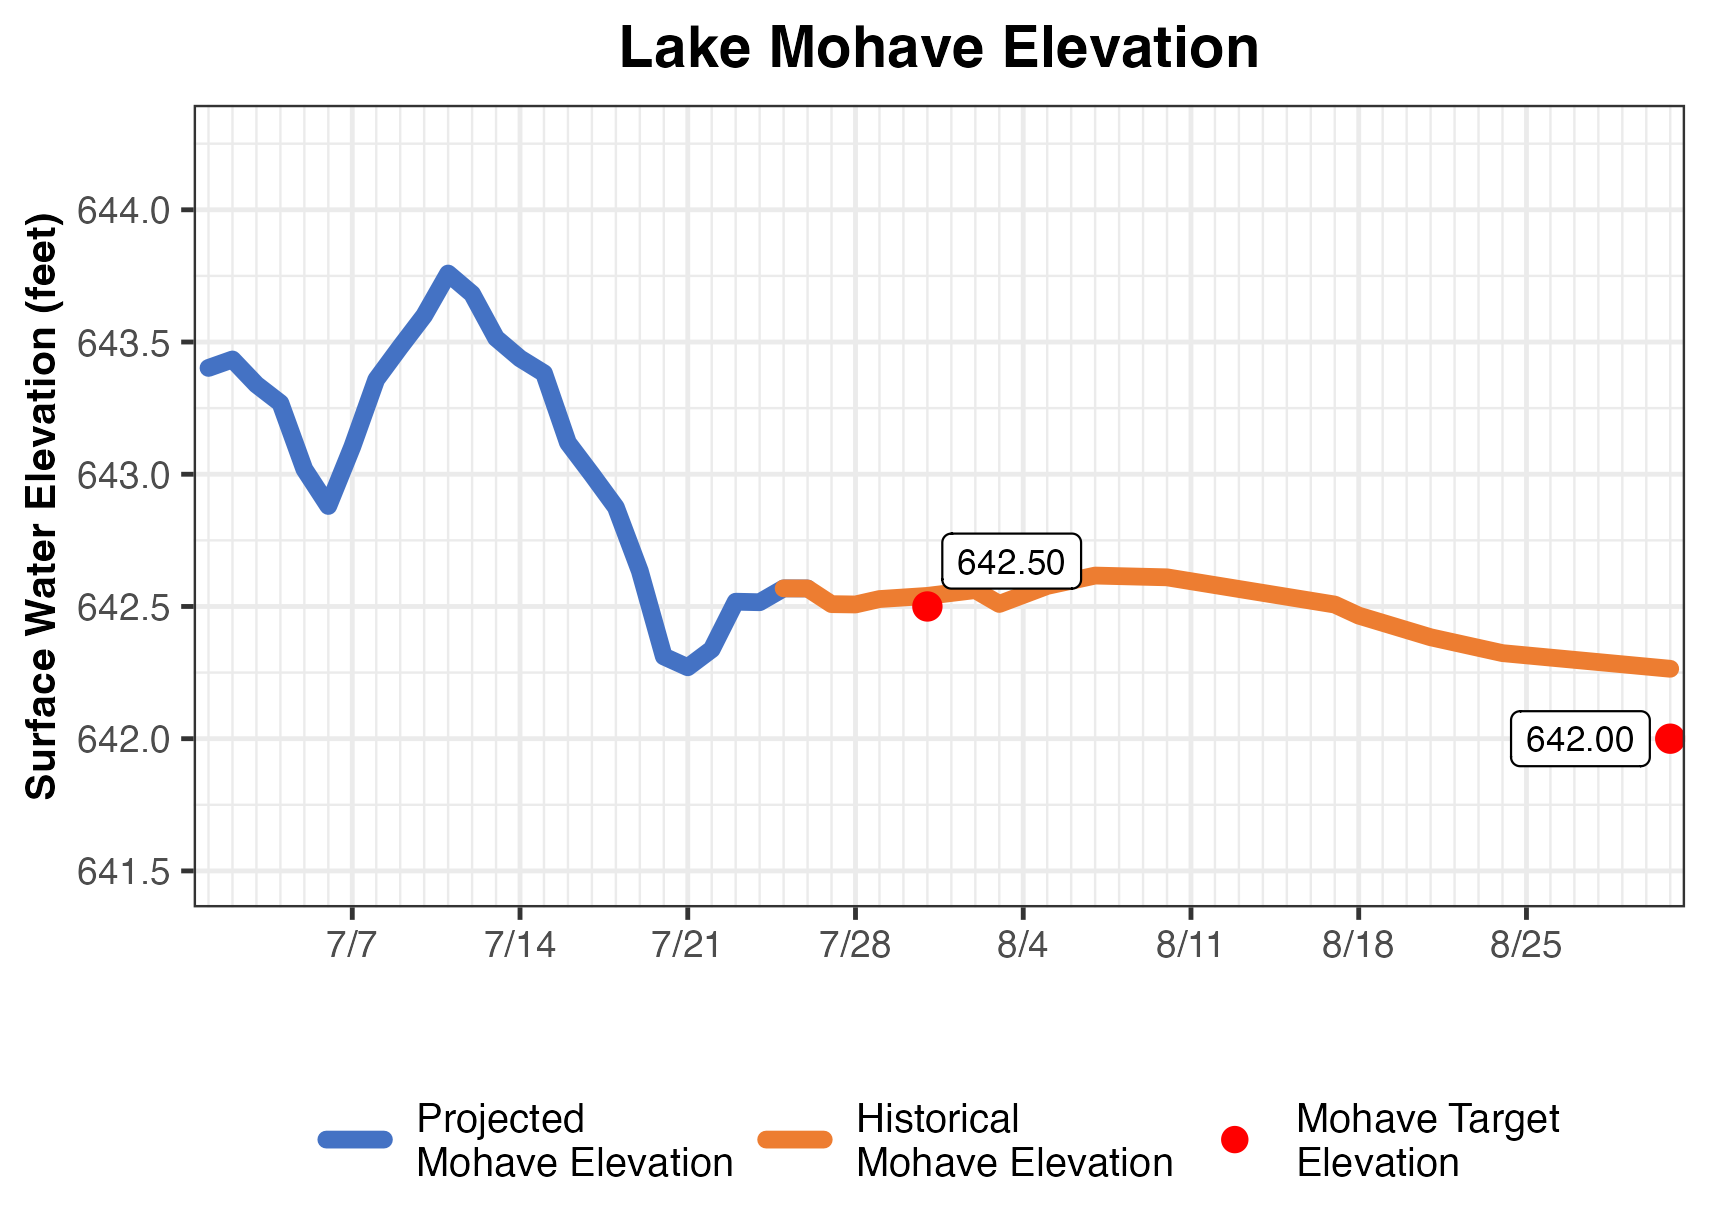 Lake Mohave Elevation
Surface Water Elevation (feet)
644.0
643.5
643.0
642.5
642.0
641.5
642.50
642.00
7/7 7/14 7/21 7/28 8/4 8/11 8/18 8/25
Projected
Mohave Elevation
Historical
Mohave Elevation
Mohave Target
Elevation